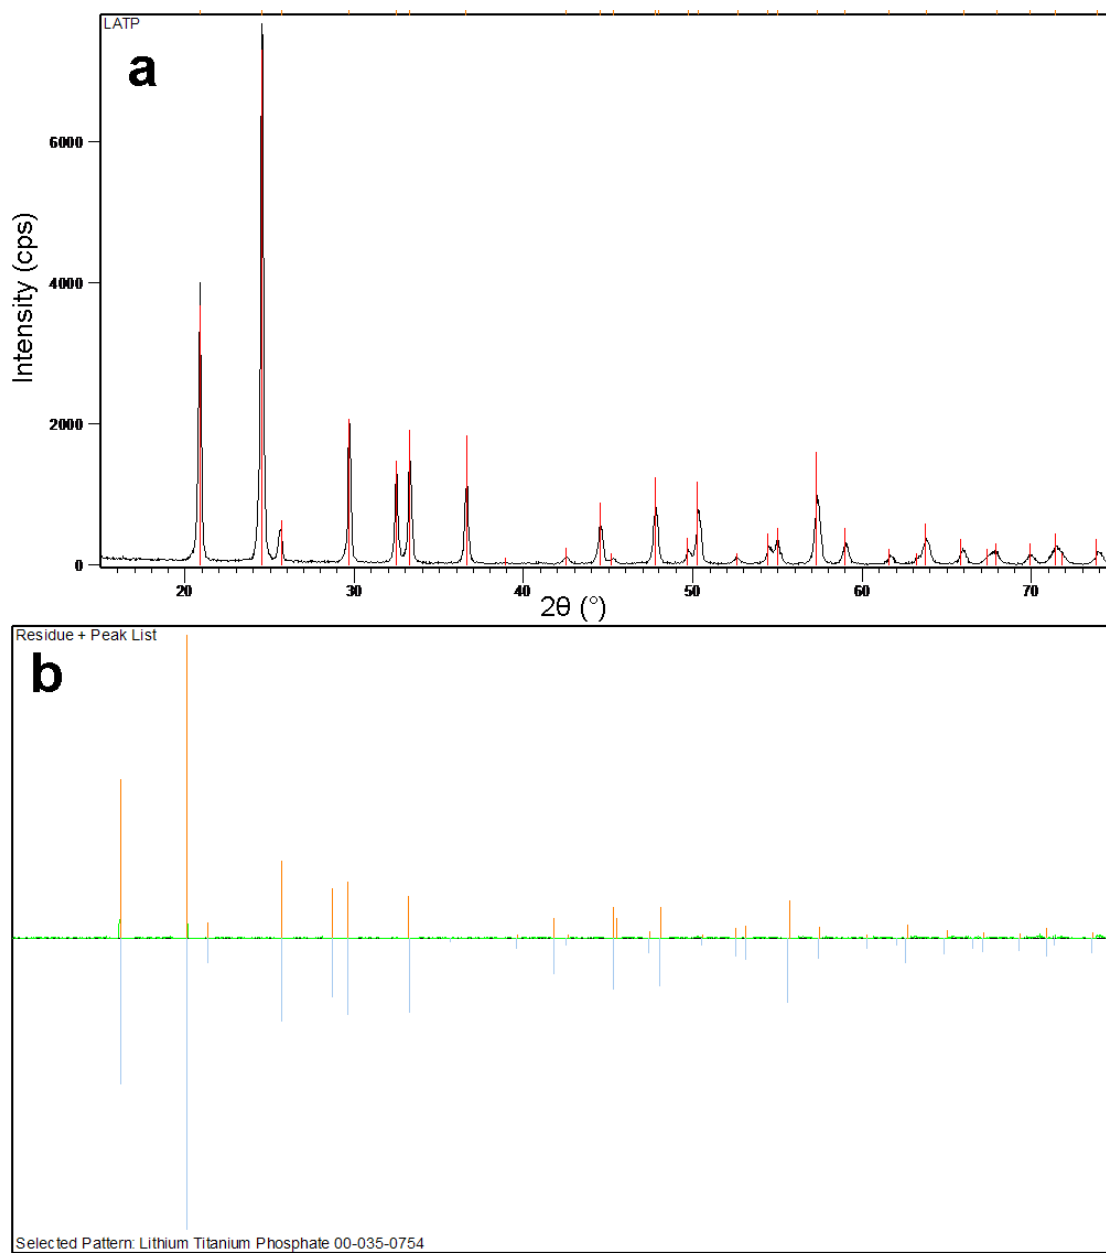 LATP
a
6000
4000
2000
0
Intensity (cps)
20 30 40 50 60 70
2θ (°)
Residue + Peak List
b
Selected Pattern: Lithium Titanium Phosphate 00-035-0754